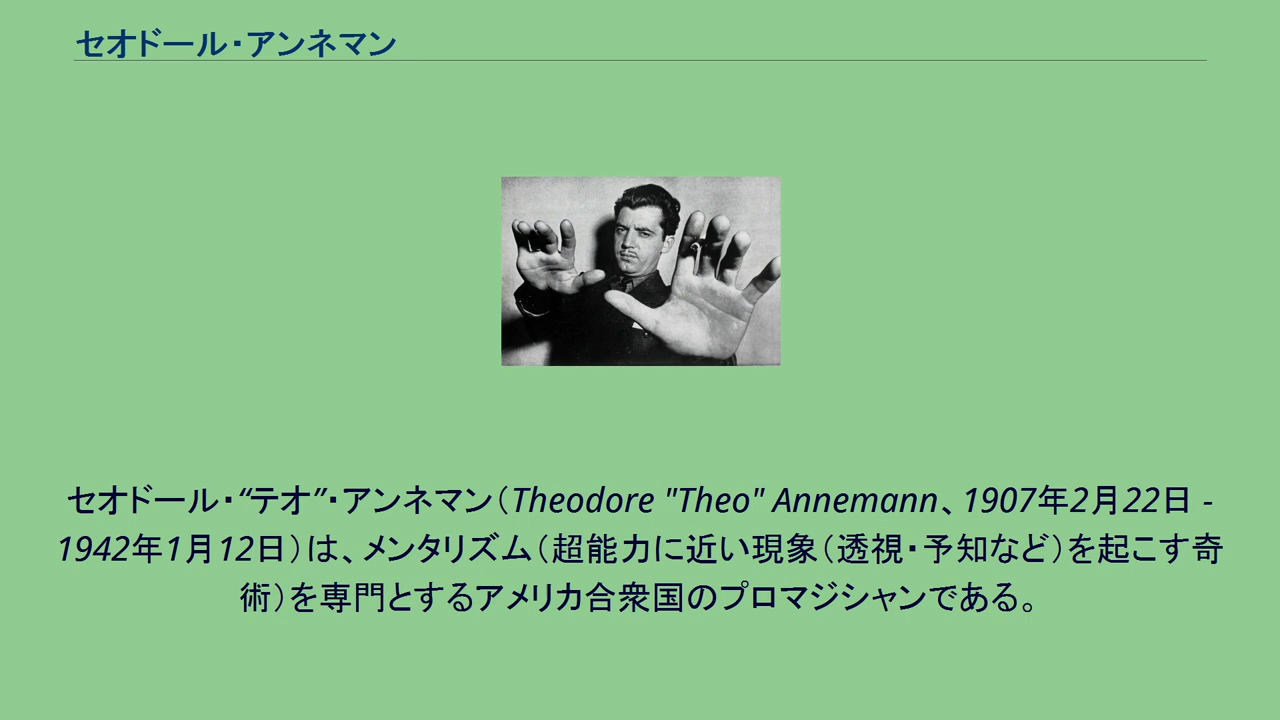 セオドール・アンネマン
セオドール・“テオ”・アンネマン（Theodore "Theo" Annemann、1907年2月22日 -
1942年1月12日）は、メンタリズム（超能力に近い現象（透視・予知など）を起こす奇
術）を専門とするアメリカ合衆国のプロマジシャンである。